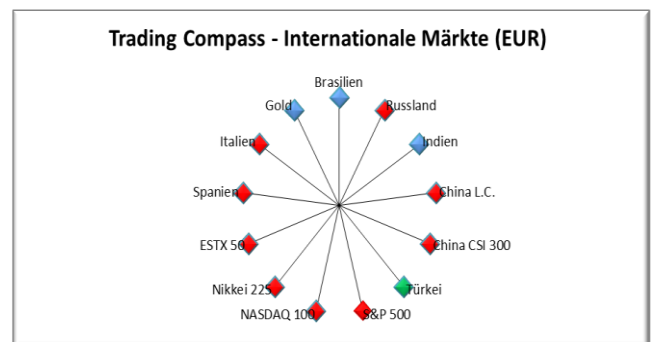 Trading Compass - Internationale Märkte (EUR)
Brasilien
Gold
Russland
Italien
Indien
Spanien
China L.C.
ESTX 50
China CSI 300
Nikkei 225
Türkei
NASDAQ 100
S&P 500